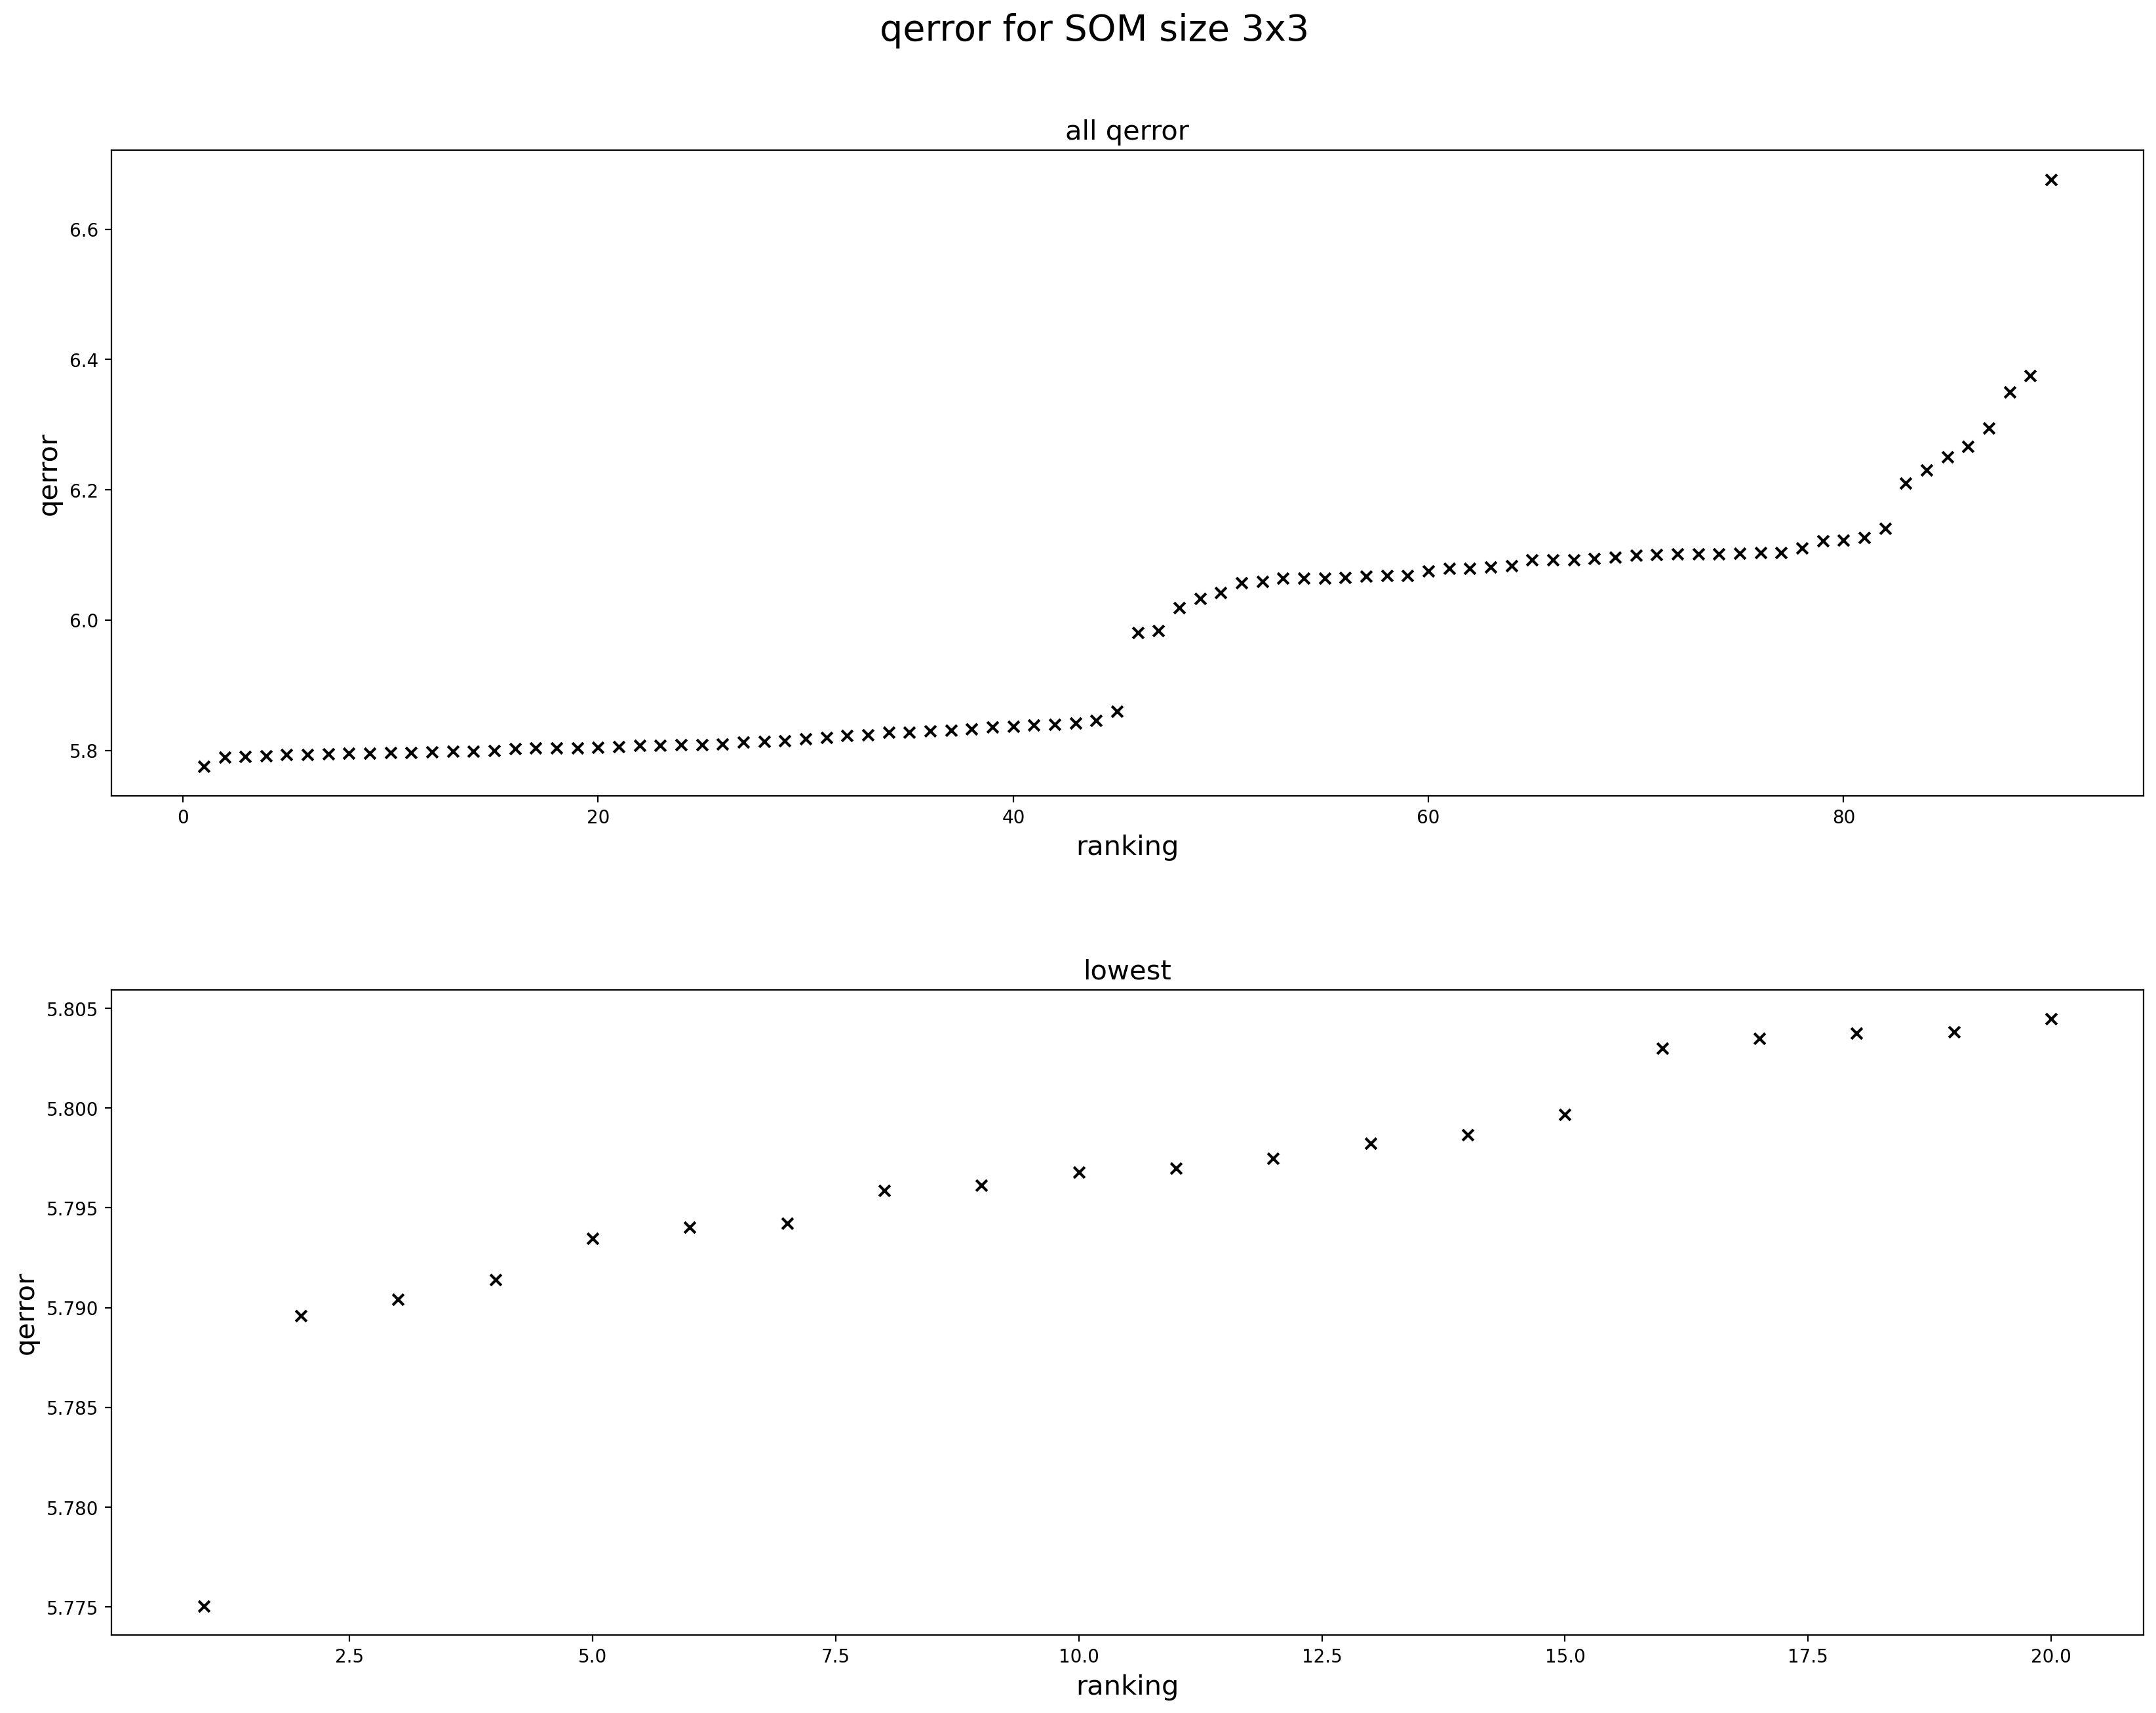 qerror for SOM size 3x3
all qerror
6.6
6.4
6.2
6.0
5.8
qerror
0 20 40 60 80
ranking
lowest
5.805
5.800
5.795
5.790
5.785
5.780
5.775
qerror
2.5 5.0 7.5 10.0 12.5 15.0 17.5 20.0
ranking